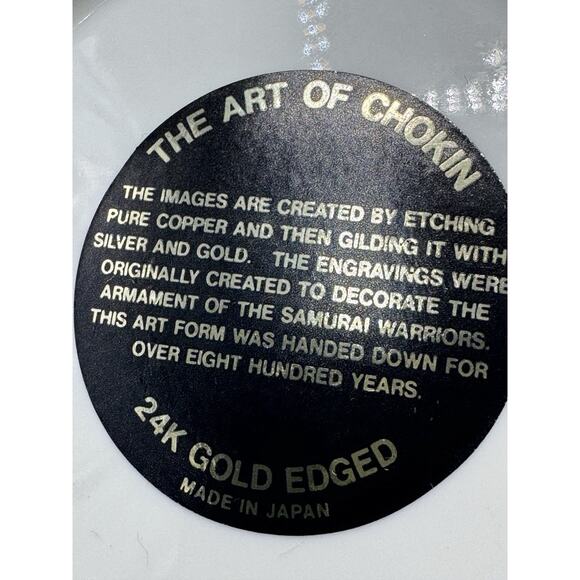 THE ART OF CHOKIN
THE IMAGES ARE CREATED BY ETCHING
PURE COPPER AND THEN GILDING IT WITH
SILVER AND GOLD. THE ENGRAVINGS WERE
ORIGINALLY CREATED TO DECORATE THE
ARMAMENT OF THE SAMURAI WARRIORS.
THIS ART FORM WAS HANDED DOWN FOR
OVER EIGHT HUNDRED YEARS.
24K GOLD EDGED
MADE IN JAPAN